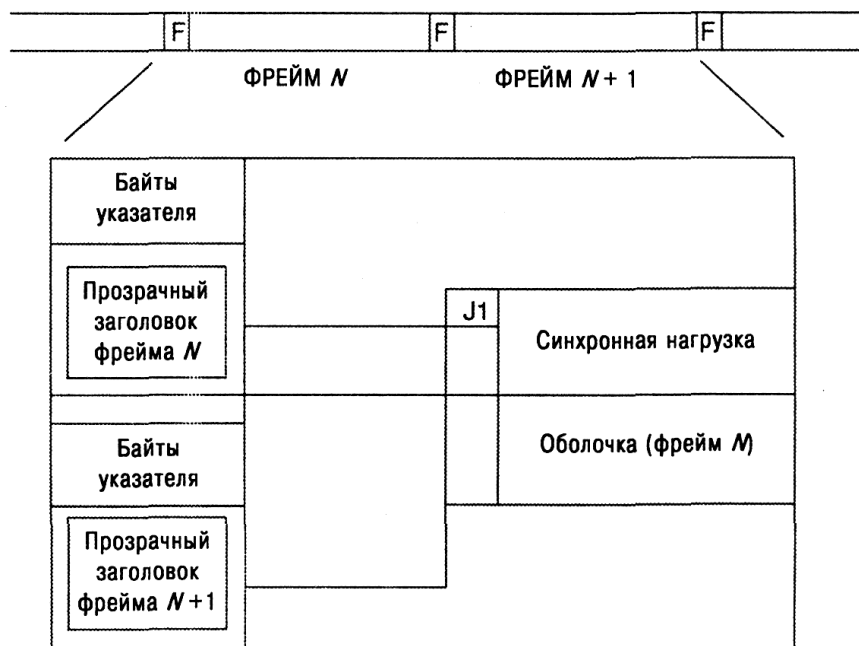 F F F
ФРЕЙМ N ФРЕЙМ N + 1
Байты
указателя
Прозрачный
заголовок
фрейма N
J1
Синхронная нагрузка
Байты
указателя
Оболочка (фрейм N)
Прозрачный
заголовок
фрейма N+1